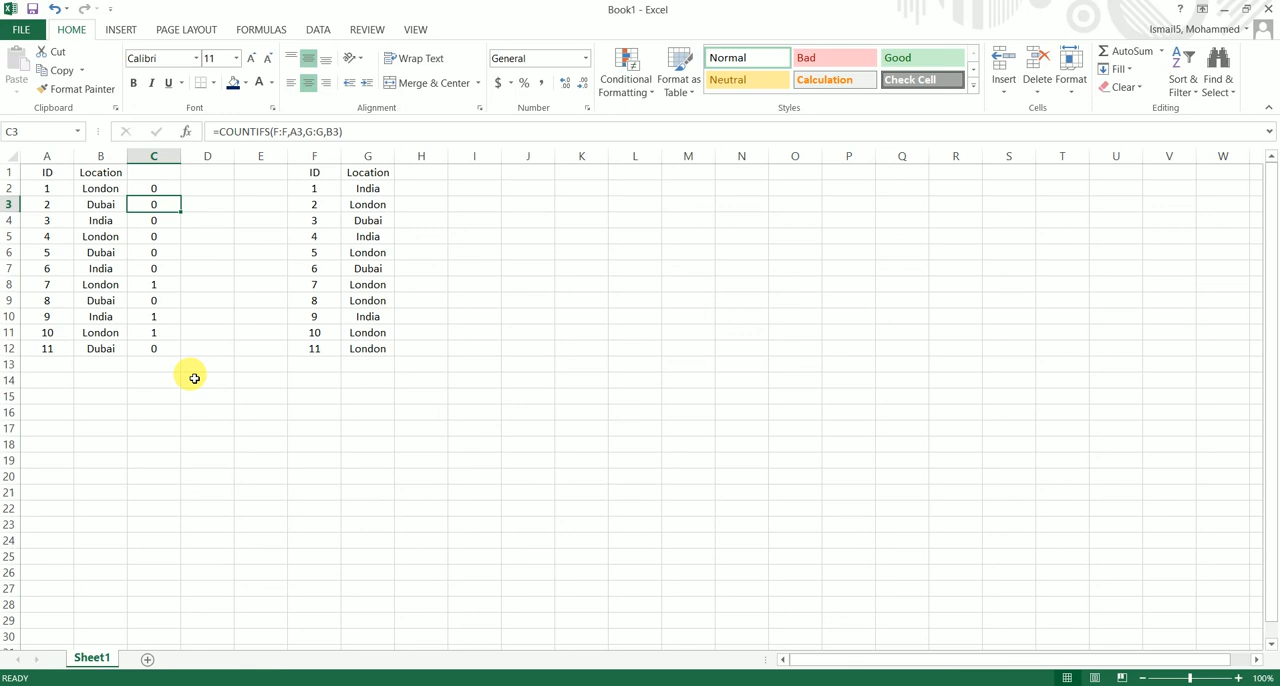 Book1 - Excel
FILE HOME INSERT PAGE LAYOUT FORMULAS DATA REVIEW VIEW
Ismail5, Mohammed
Paste
Cut
Copy
Format Painter
Clipboard
Calibri 11
B I U
Font
Wrap Text
Merge & Center
Alignment
General
$ % ,
Number
Conditional Formatting
Format as Table
Normal Bad Good
Neutral Calculation Check Cell
Styles
Insert Delete Format
Cells
AutoSum
Fill
Clear
Sort & Filter
Find & Select
Editing
C3 fx =COUNTIFS(F:F,A3,G:G,B3)
A B C D E F G H I J K L M N O P Q R S T U V W
1 ID Location ID Location
2 1 London 0 1 India
3 2 Dubai 0 2 London
4 3 India 0 3 Dubai
5 4 London 0 4 India
6 5 Dubai 0 5 London
7 6 India 0 6 Dubai
8 7 London 1 7 London
9 8 Dubai 0 8 London
10 9 India 1 9 India
11 10 London 1 10 London
12 11 Dubai 0 11 London
13
14
15
16
17
18
19
20
21
22
23
24
25
26
27
28
29
30
Sheet1
READY 100%